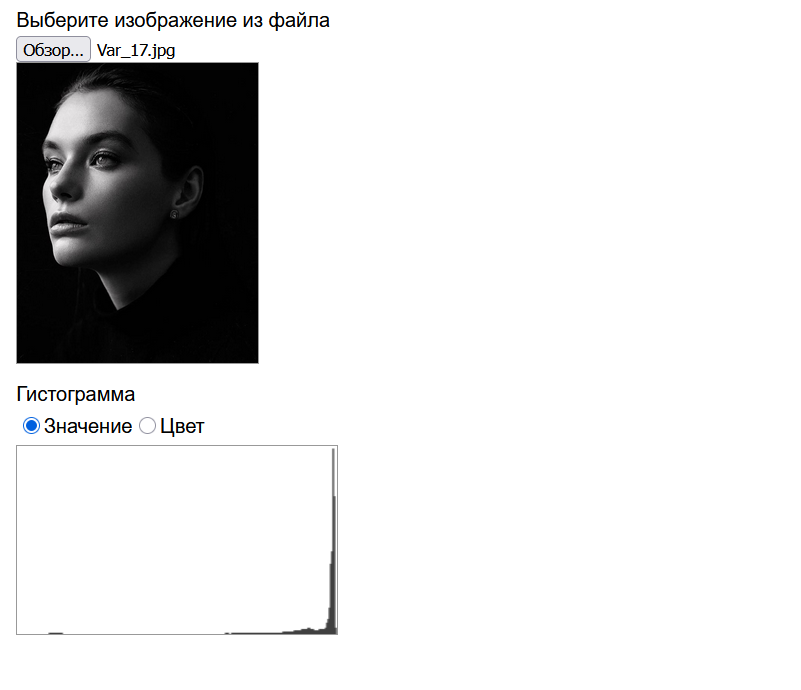 Выберите изображение из файла
Обзор... Var_17.jpg
Гистограмма
Значение Цвет